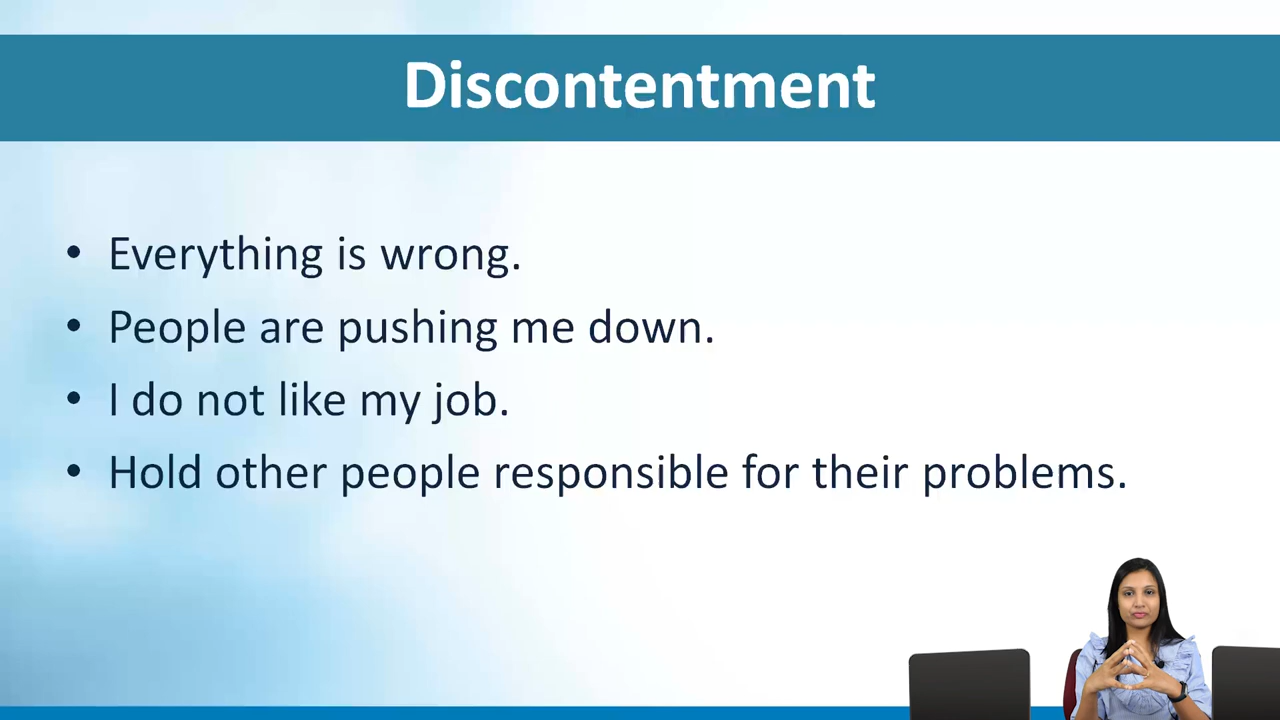 Discontentment
• Everything is wrong.
• People are pushing me down.
• I do not like my job.
• Hold other people responsible for their problems.